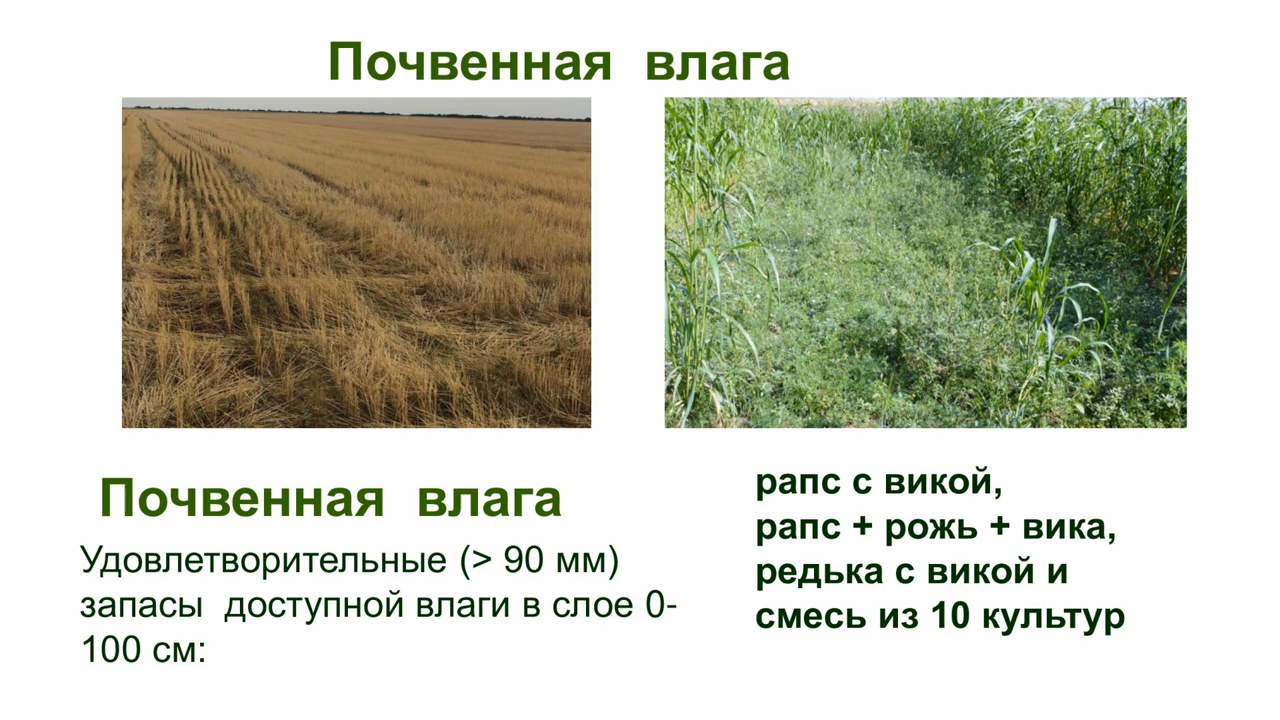 Почвенная влага
Почвенная влага
Удовлетворительные (> 90 мм)
запасы доступной влаги в слое 0-
100 см:
рапс с викой,
рапс + рожь + вика,
редька с викой и
смесь из 10 культур